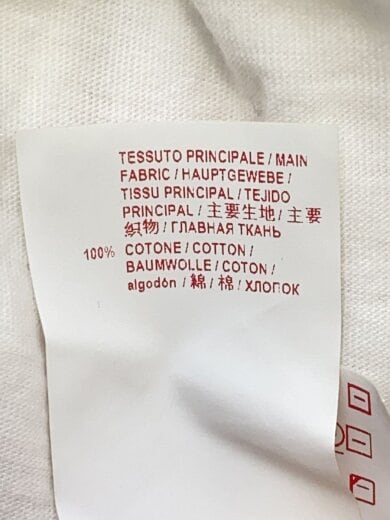 TESSUTO PRINCIPALE / MAIN
FABRIC / HAUPTGEWEBE /
TISSU PRINCIPAL / TEJIDO
PRINCIPAL / 主要生地 / 主要
织物 / ГЛАВНАЯ ТКАНЬ
100% COTONE / COTTON /
BAUMWOLLE / COTON /
algodón / 綿 / 棉 / ХЛОПОК